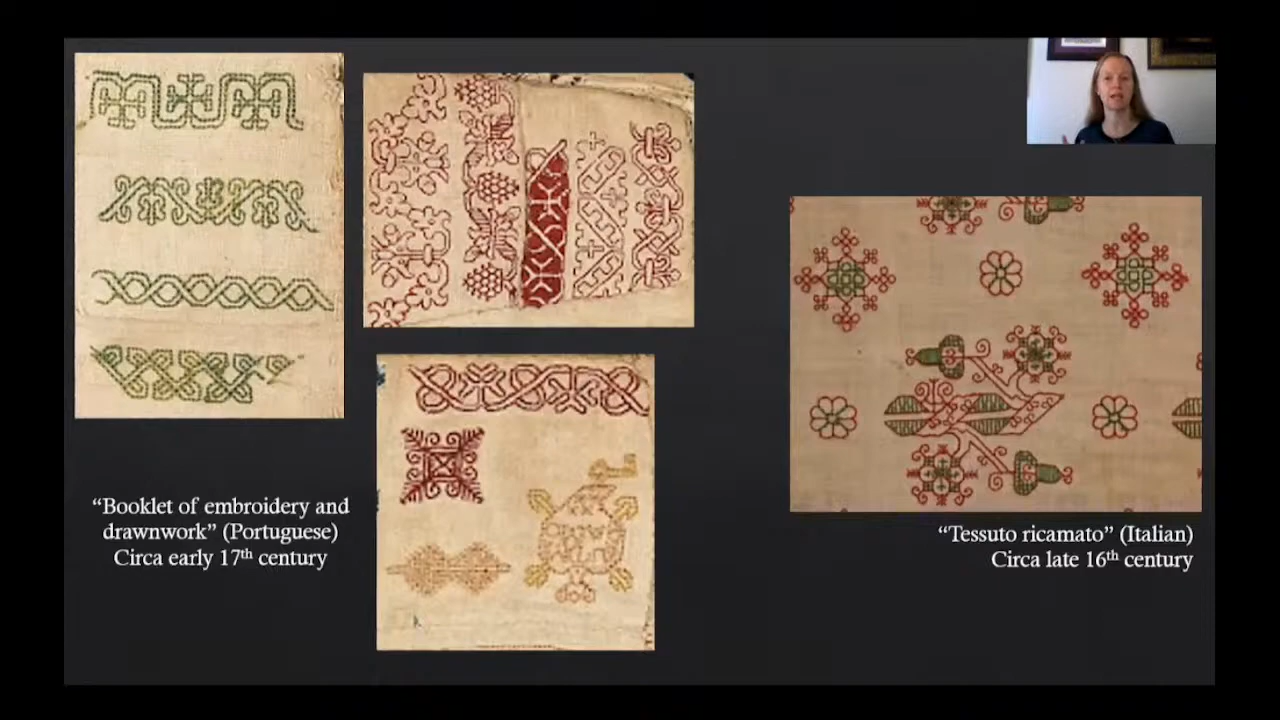 “Booklet of embroidery and
drawnwork” (Portuguese)
Circa early 17th century
“Tessuto ricamato” (Italian)
Circa late 16th century